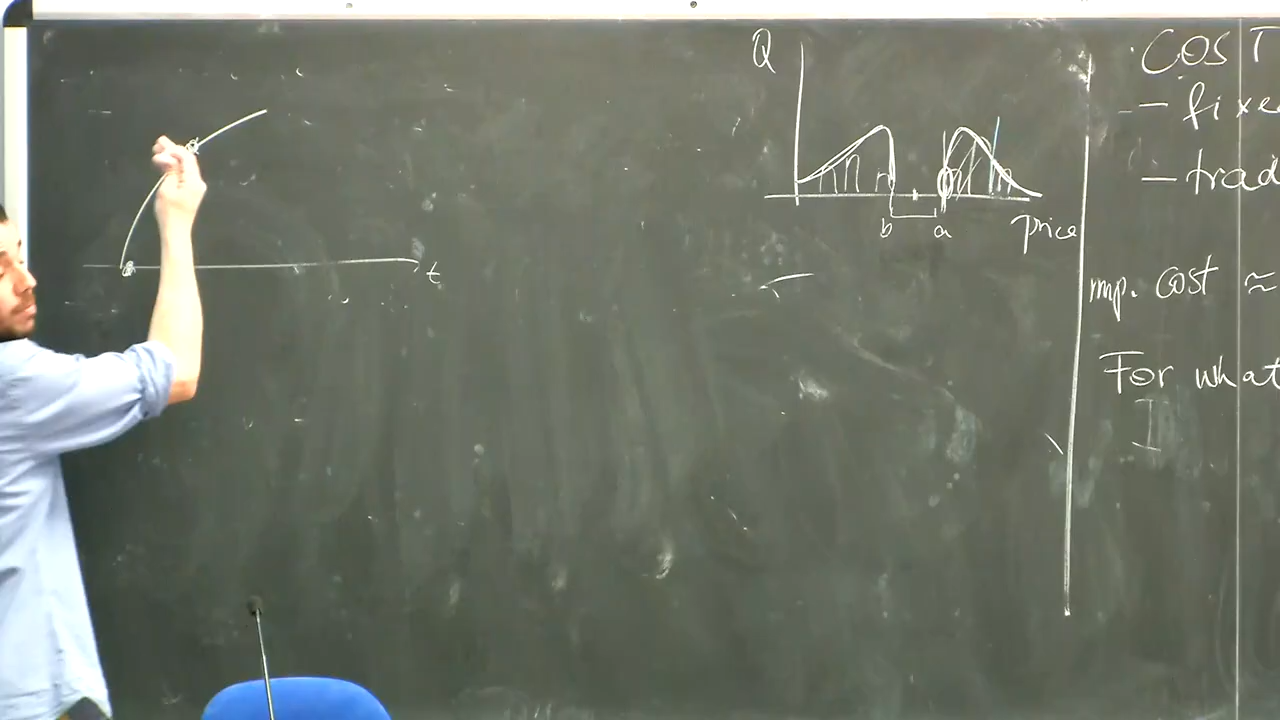 t
Q
b a price
COST
- fixe
- trad
mp. cost ≈
For what
I